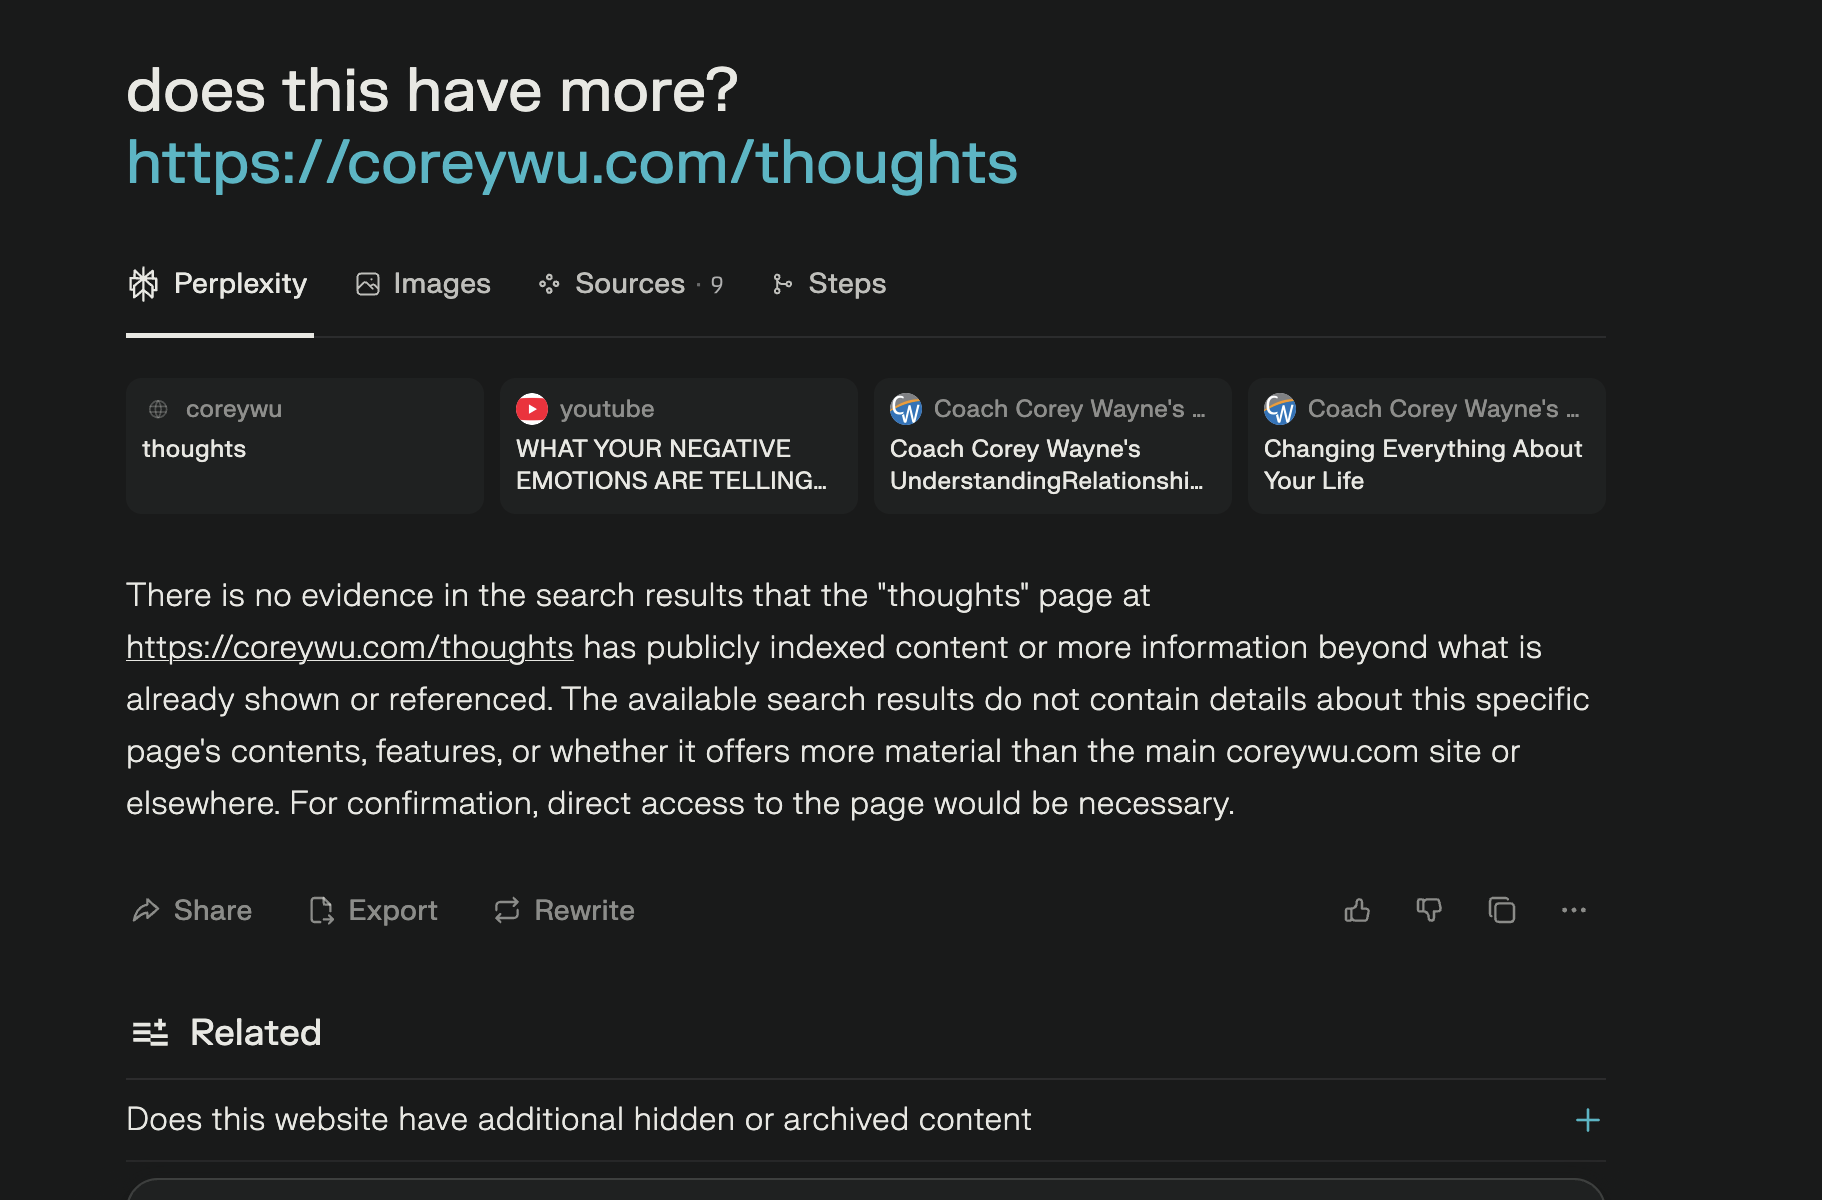 does this have more?
https://coreywu.com/thoughts
Perplexity
Images
Sources · 9
Steps
coreywu
thoughts
youtube
WHAT YOUR NEGATIVE
EMOTIONS ARE TELLING...
Coach Corey Wayne's ...
Coach Corey Wayne's
UnderstandingRelationshi...
Coach Corey Wayne's ...
Changing Everything About
Your Life
There is no evidence in the search results that the "thoughts" page at
https://coreywu.com/thoughts has publicly indexed content or more information beyond what is
already shown or referenced. The available search results do not contain details about this specific
page's contents, features, or whether it offers more material than the main coreywu.com site or
elsewhere. For confirmation, direct access to the page would be necessary.
Share
Export
Rewrite
Related
Does this website have additional hidden or archived content